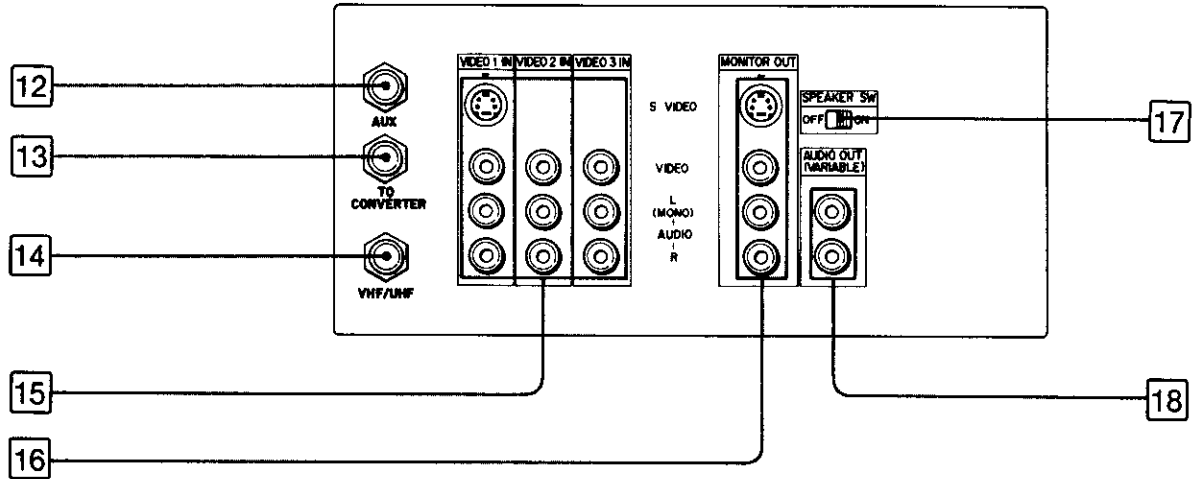 VIDEO 1 IN VIDEO 2 IN VIDEO 3 IN
MONITOR OUT
12
AUX
S VIDEO
SPEAKER SW
OFF ON
17
13
TO
CONVERTER
VIDEO
L
(MONO)
AUDIO
R
AUDIO OUT
(VARIABLE)
14
VHF/UHF
15
18
16